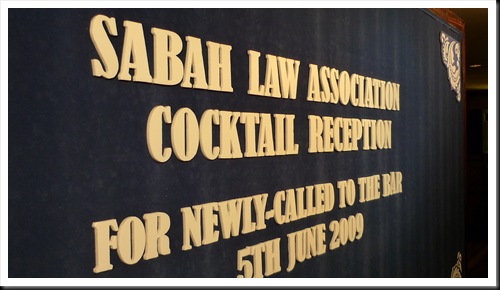 SABAH LAW ASSOCIATION
COCKTAIL RECEPTION
FOR NEWLY-CALLED TO THE BAR
5TH JUNE 2009